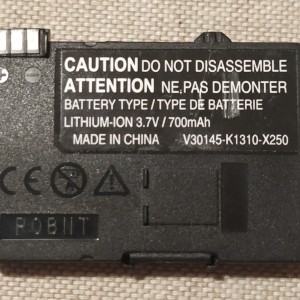 CAUTION DO NOT DISASSEMBLE
ATTENTION NE,PAS DEMONTER
BATTERY TYPE / TYPE DE BATTERIE
LITHIUM-ION 3.7V / 700mAh
MADE IN CHINA V30145-K1310-X250
CE